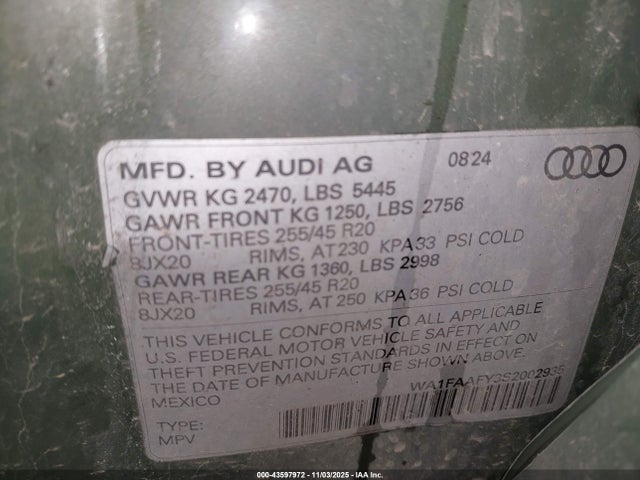 MFD. BY AUDI AG 08 24
GVWR KG 2470, LBS 5445
GAWR FRONT KG 1250, LBS 2756
FRONT-TIRES 255/45 R20
8JX20 RIMS, AT 230 KPA 33 PSI COLD
GAWR REAR KG 1360, LBS 2998
REAR-TIRES 255/45 R20
8JX20 RIMS, AT 250 KPA 36 PSI COLD
THIS VEHICLE CONFORMS TO ALL APPLICABLE
U.S. FEDERAL MOTOR VEHICLE SAFETY AND
THEFT PREVENTION STANDARDS IN EFFECT ON
THE DATE OF MANUFACTURE SHOWN ABOVE.
MEXICO
WA1FAAFY3S2002935
TYPE:
MPV
000-43597972 - 11/03/2025 - IAA Inc.